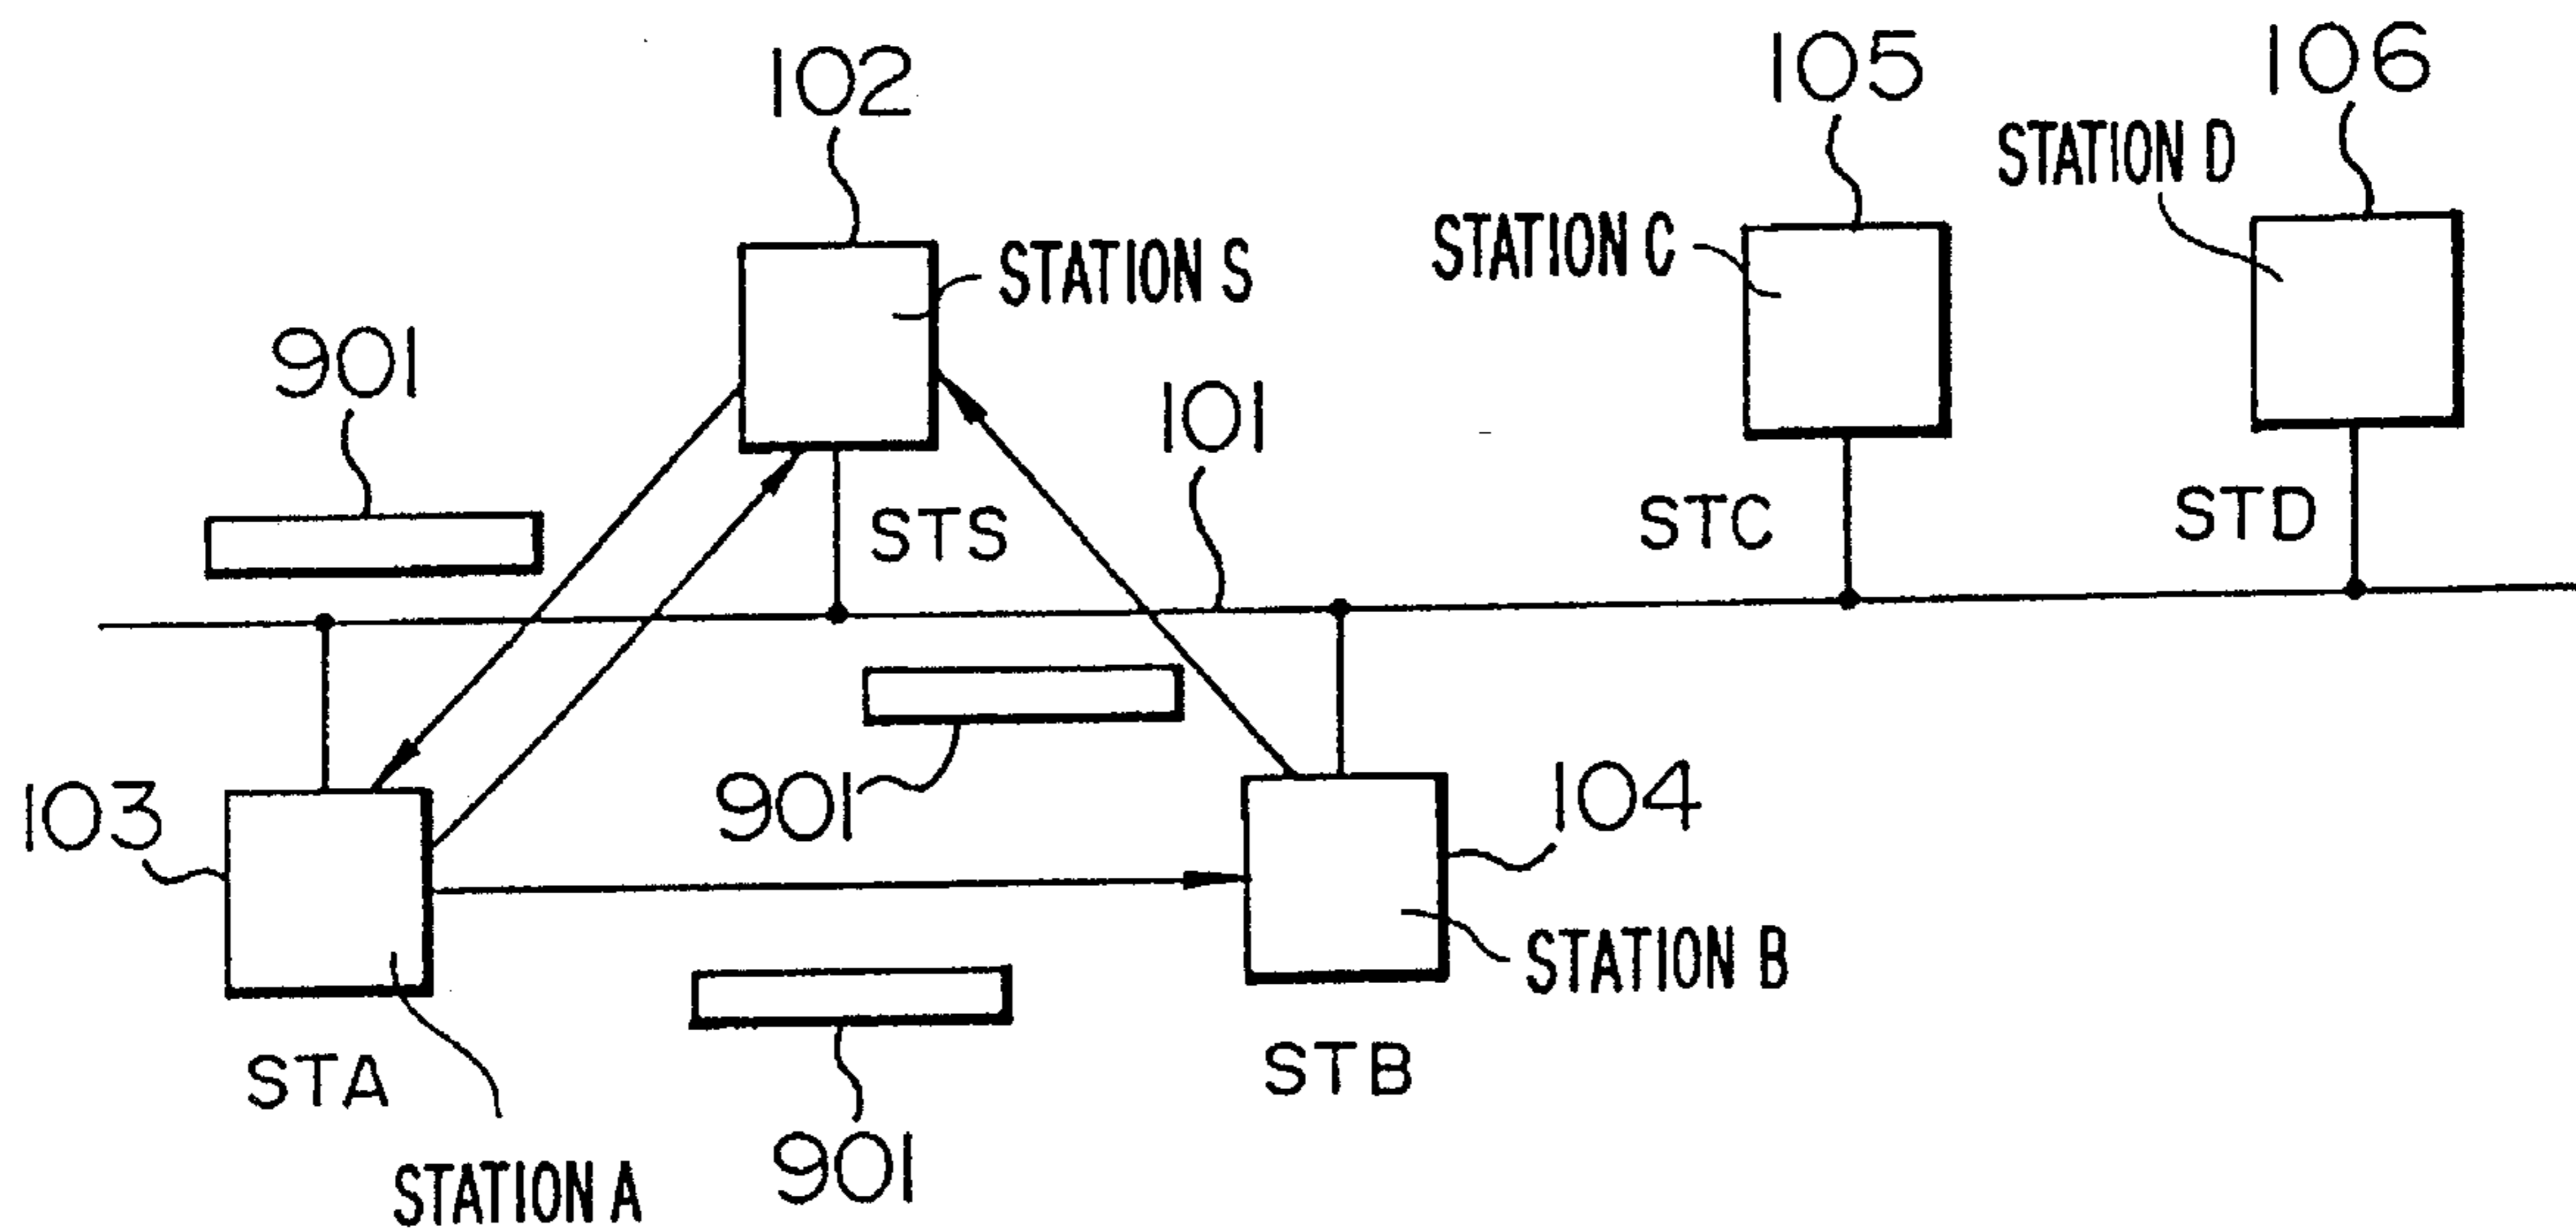 102
105
106
STATION D
STATION C
STATION S
901
101
STS
STC
STD
103
901
104
STATION B
STA
STB
901
STATION A